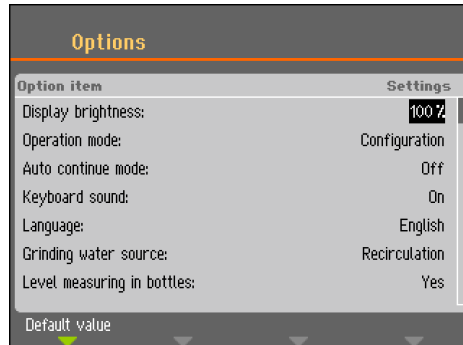 Options
Option item Settings
Display brightness: 100 %
Operation mode: Configuration
Auto continue mode: Off
Keyboard sound: On
Language: English
Grinding water source: Recirculation
Level measuring in bottles: Yes
Default value